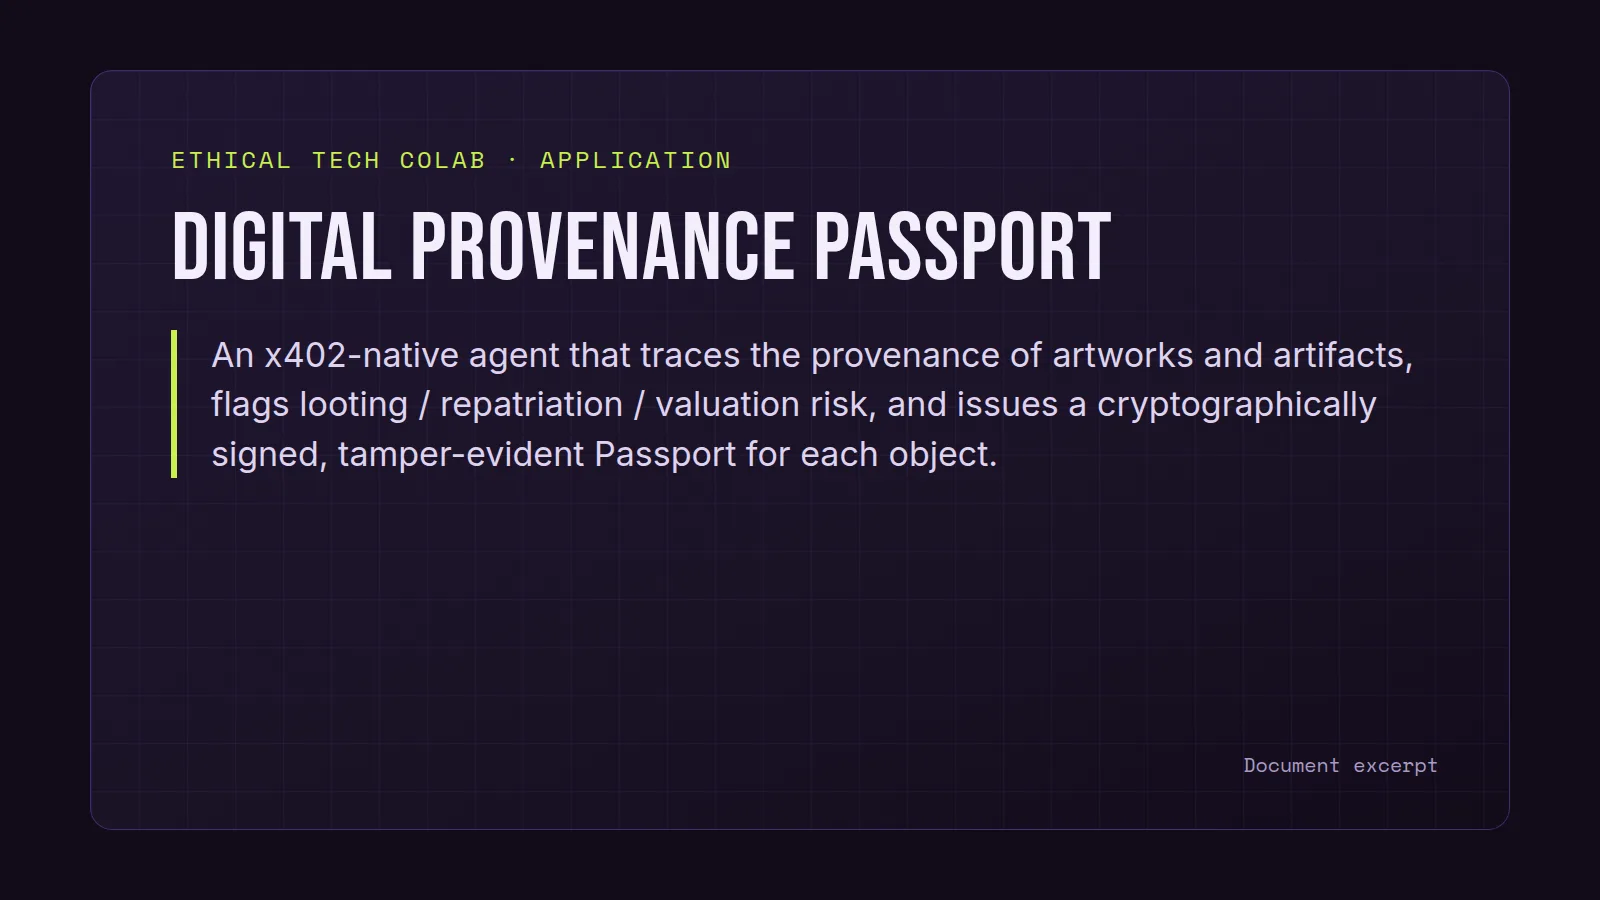 ETHICAL TECH COLAB · APPLICATION
DIGITAL PROVENANCE PASSPORT
An x402-native agent that traces the provenance of artworks and artifacts,
flags looting / repatriation / valuation risk, and issues a cryptographically
signed, tamper-evident Passport for each object.
Document excerpt